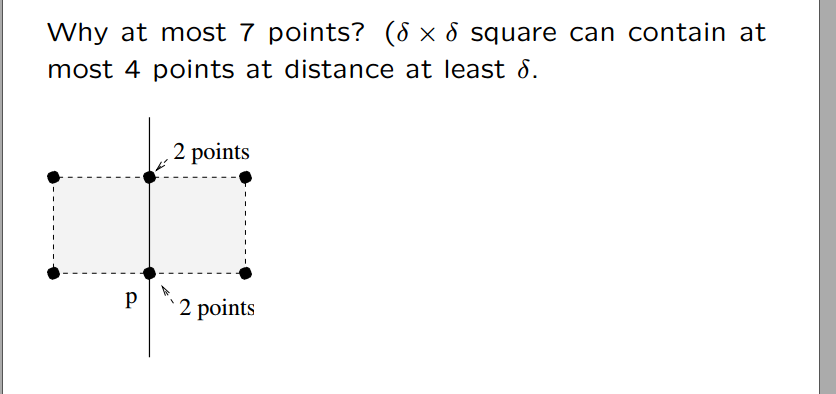 Why at most 7 points? (δ × δ square can contain at
most 4 points at distance at least δ.
2 points
p
2 points